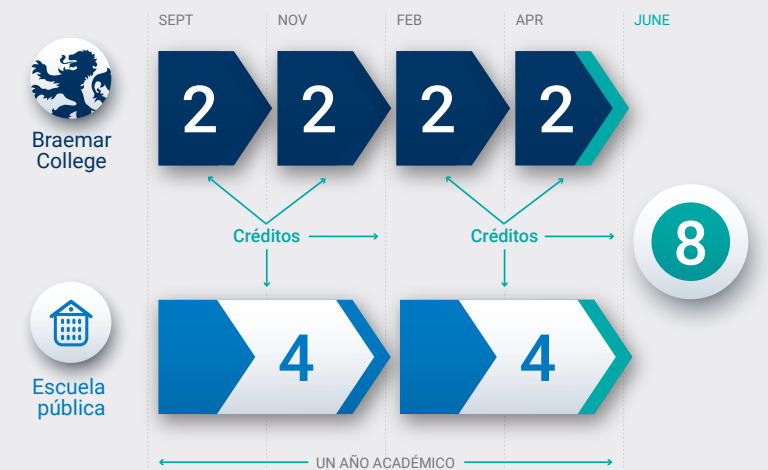 SEPT
NOV
FEB
APR
JUNE
Braemar
College
2
2
2
2
Créditos
Créditos
8
Escuela
pública
4
4
UN AÑO ACADÉMICO